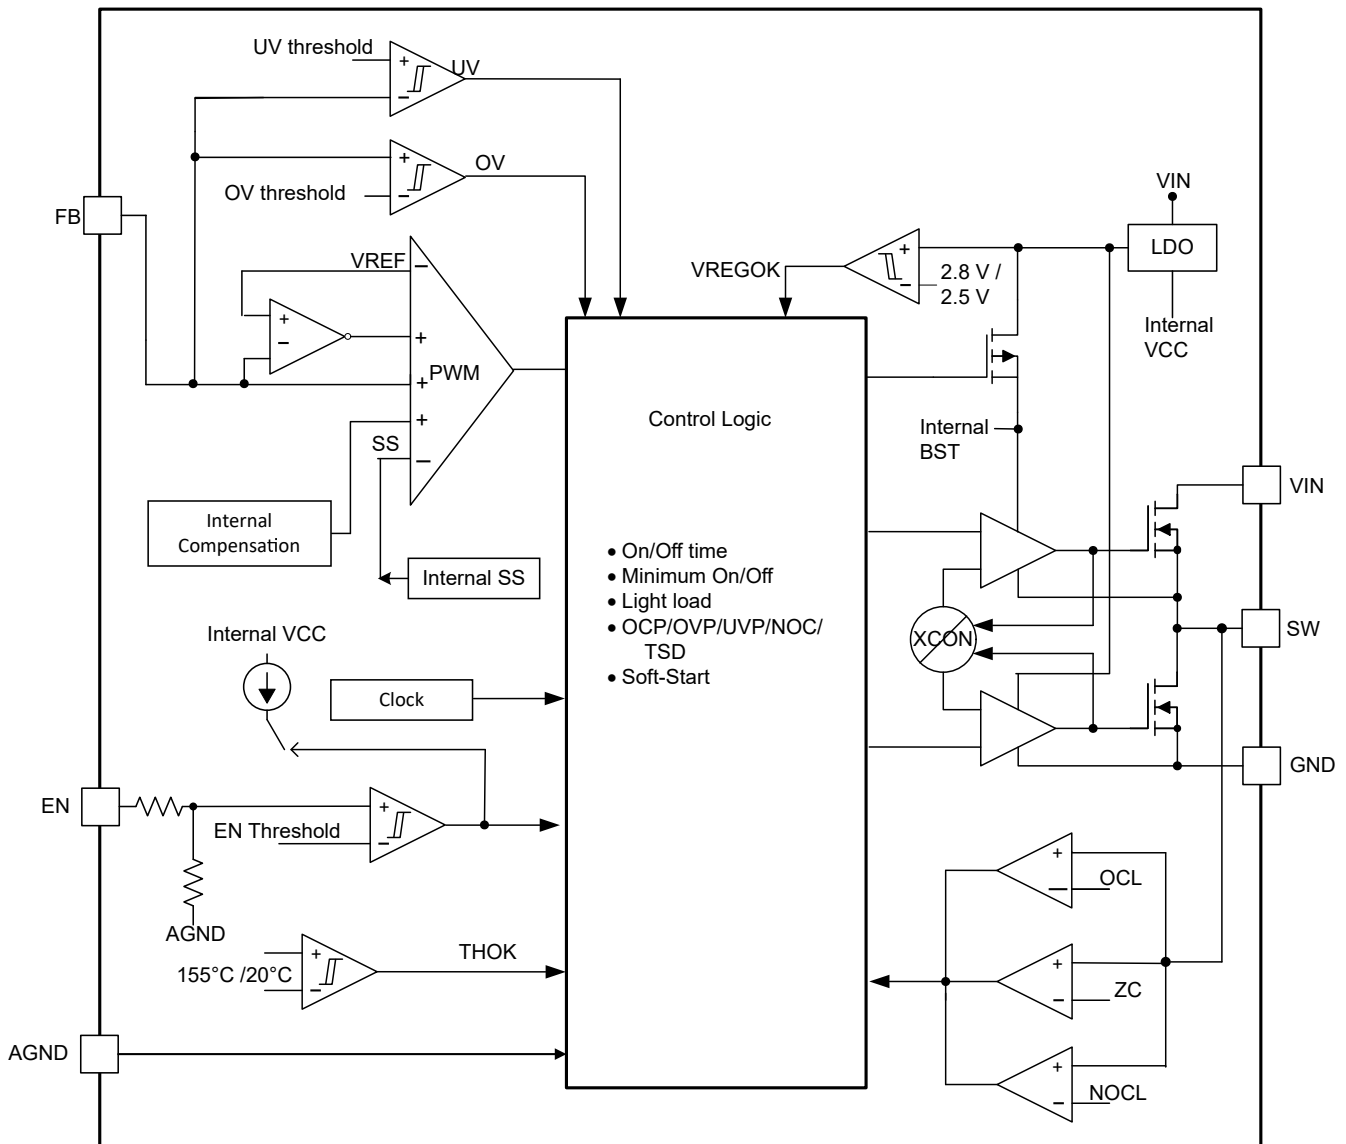 UV threshold
+
UV
−
+
OV
OV threshold
−
FB
VREF
−
+
−
+
+
PWM
+
SS
−
Internal
Compensation
Internal SS
Internal VCC
Clock
EN
+
EN Threshold
−
AGND
+
THOK
155°C /20°C
−
AGND
Control Logic
• On/Off time
• Minimum On/Off
• Light load
• OCP/OVP/UVP/NOC/
TSD
• Soft-Start
VREGOK
+
−
2.8 V /
2.5 V
VIN
LDO
Internal
VCC
Internal
BST
VIN
XCON
SW
GND
+
OCL
−
+
ZC
−
+
NOCL
−